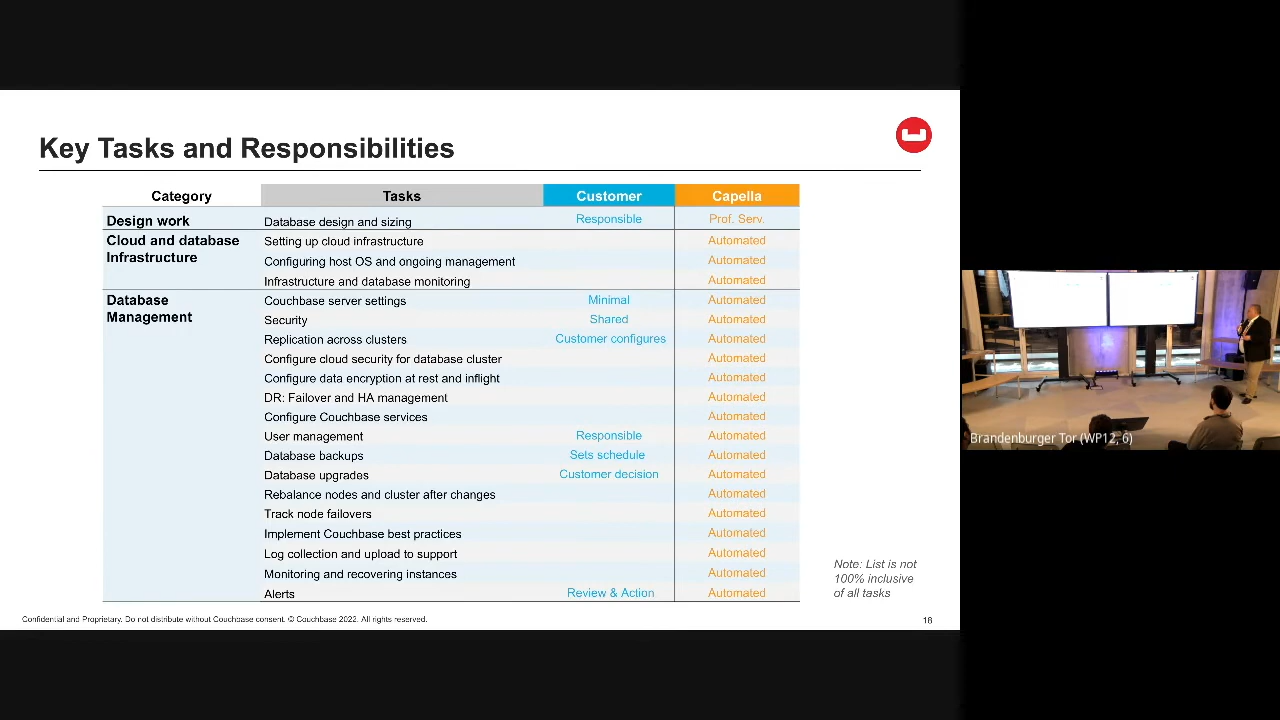 Key Tasks and Responsibilities
Category Tasks Customer Capella
Design work Database design and sizing Responsible Prof. Serv.
Cloud and database Infrastructure Setting up cloud infrastructure Automated
Configuring host OS and ongoing management Automated
Infrastructure and database monitoring Automated
Database Management Couchbase server settings Minimal Automated
Security Shared Automated
Replication across clusters Customer configures Automated
Configure cloud security for database cluster Automated
Configure data encryption at rest and inflight Automated
DR: Failover and HA management Automated
Configure Couchbase services Automated
User management Responsible Automated
Database backups Sets schedule Automated
Database upgrades Customer decision Automated
Rebalance nodes and cluster after changes Automated
Track node failovers Automated
Implement Couchbase best practices Automated
Log collection and upload to support Automated
Monitoring and recovering instances Automated
Alerts Review & Action Automated
Note: List is not
100% inclusive
of all tasks
Confidential and Proprietary. Do not distribute without Couchbase consent. © Couchbase 2022. All rights reserved.
18
Brandenburger Tor (WP12, 6)